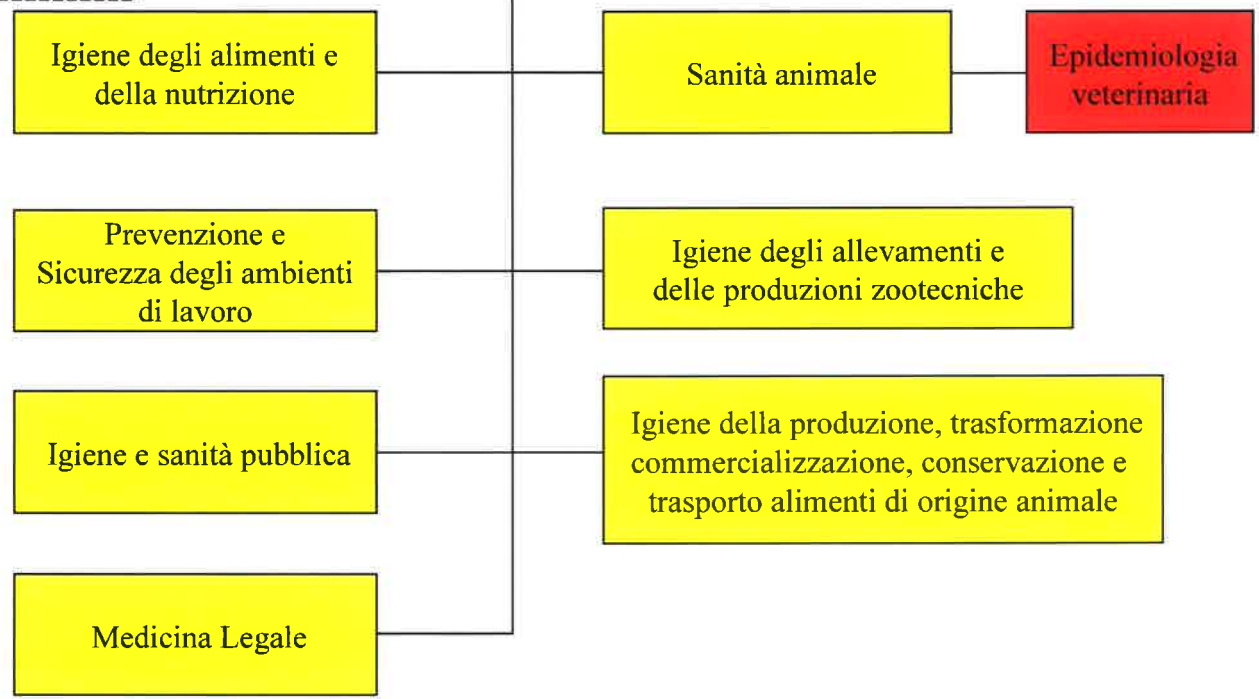 Igiene degli alimenti e
della nutrizione
Sanità animale
Epidemiologia
veterinaria
Prevenzione e
Sicurezza degli ambienti
di lavoro
Igiene degli allevamenti e
delle produzioni zootecniche
Igiene e sanità pubblica
Igiene della produzione, trasformazione
commercializzazione, conservazione e
trasporto alimenti di origine animale
Medicina Legale